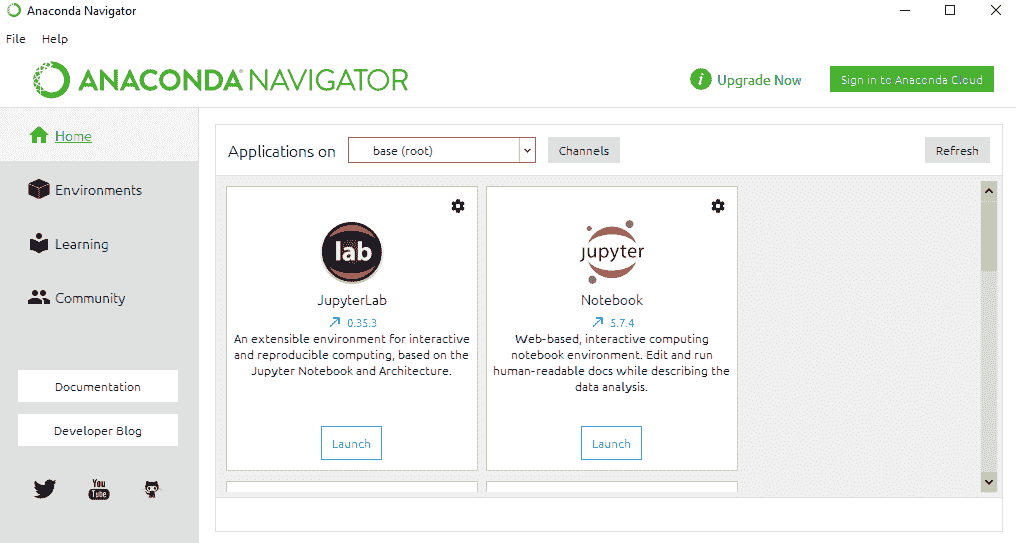 Anaconda Navigator
File Help
ANACONDA NAVIGATOR
i Upgrade Now
Sign in to Anaconda Cloud
Home
Environments
Learning
Community
Documentation
Developer Blog
You
Tube
Applications on base (root) Channels Refresh
lab
JupyterLab
0.35.3
An extensible environment for interactive
and reproducible computing, based on the
Jupyter Notebook and Architecture.
Launch
jupyter
Notebook
5.7.4
Web-based, interactive computing
notebook environment. Edit and run
human-readable docs while describing the
data analysis.
Launch